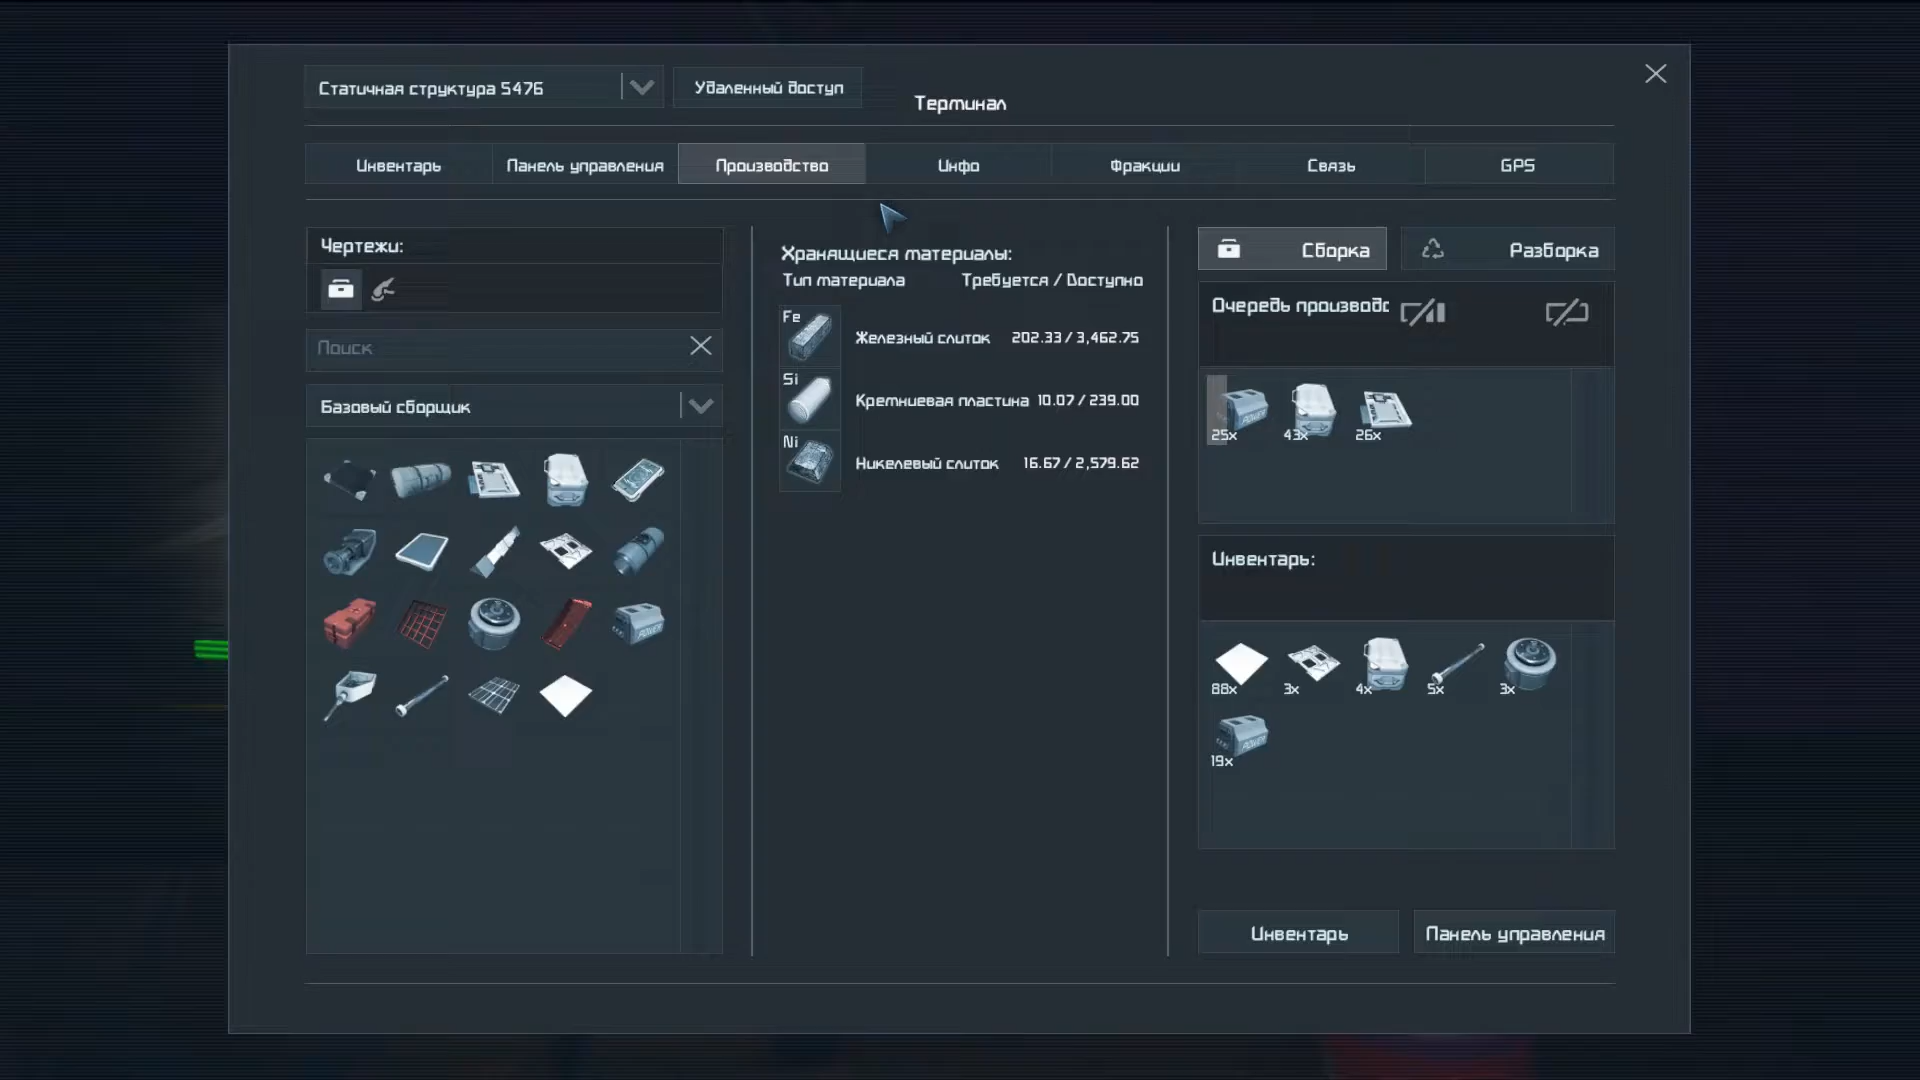 Статичная структура 5476
Удаленный доступ
Терминал
Инвентарь
Панель управления
Производство
Инфо
Фракции
Связь
GPS
Чертежи:
Поиск
Базовый сборщик
Хранящиеся материалы:
Тип материала Требуется / Доступно
Fe
Железный слиток 202.33 / 3,462.75
Si
Кремниевая пластина 10.07 / 239.00
Ni
Никелевый слиток 16.67 / 2,579.62
Сборка
Разборка
Очередь производс
25x 43x 26x
POWER
Инвентарь:
88x 3x 4x 5x 3x
POWER
19x
POWER
Инвентарь
Панель управления